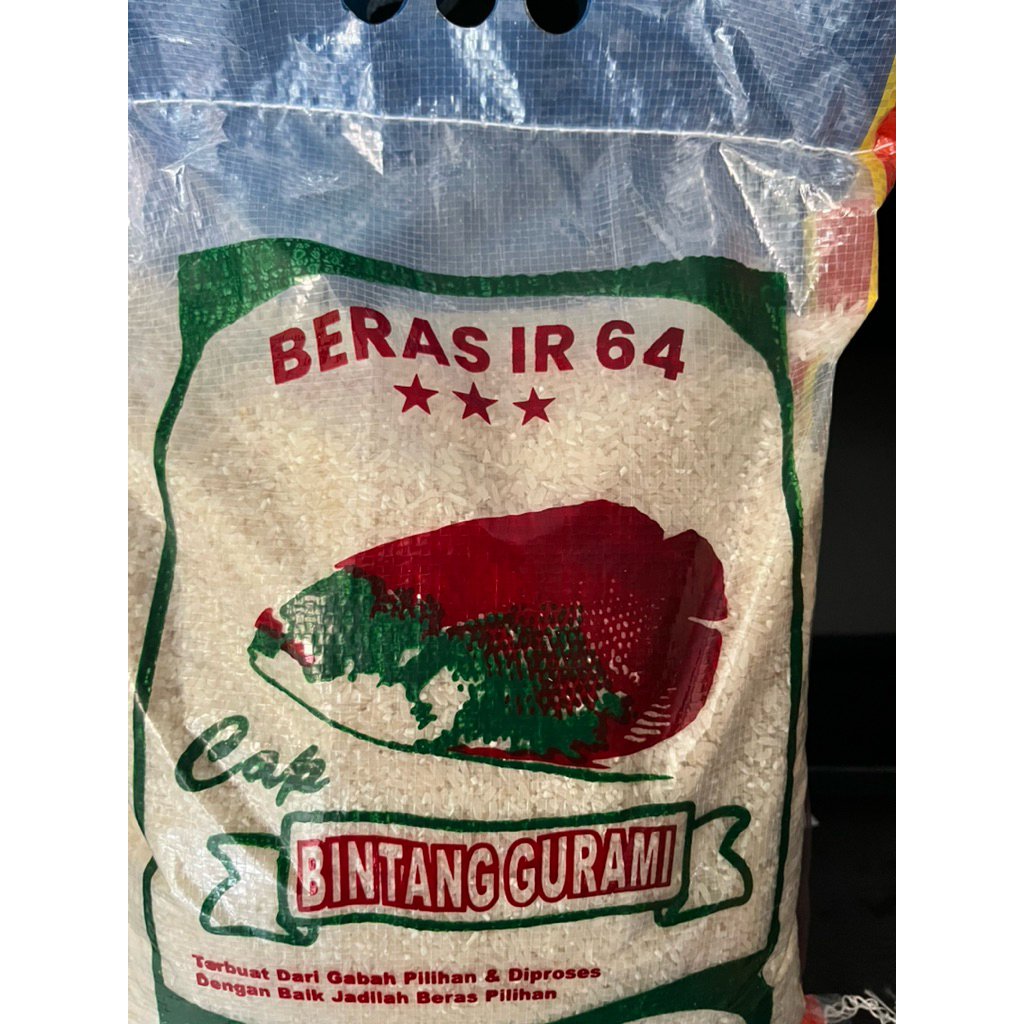 BERAS IR 64
Cap
BINTANG GURAMI
Terbuat Dari Gabah Pilihan & Diproses
Dengan Baik Jadilah Beras Pilihan